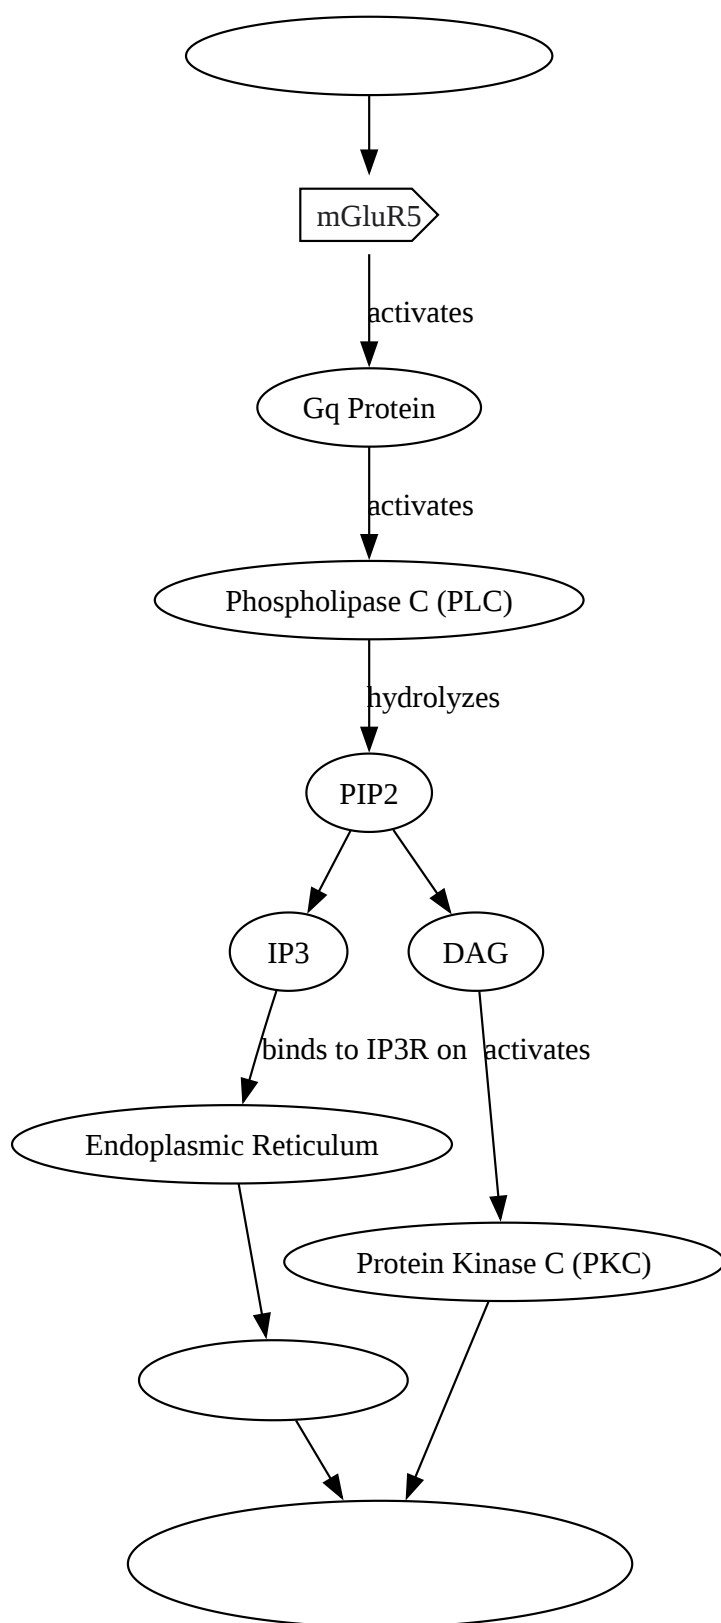 mGluR5
activates
Gq Protein
activates
Phospholipase C (PLC)
hydrolyzes
PIP2
IP3
DAG
binds to IP3R on
activates
Endoplasmic Reticulum
Protein Kinase C (PKC)